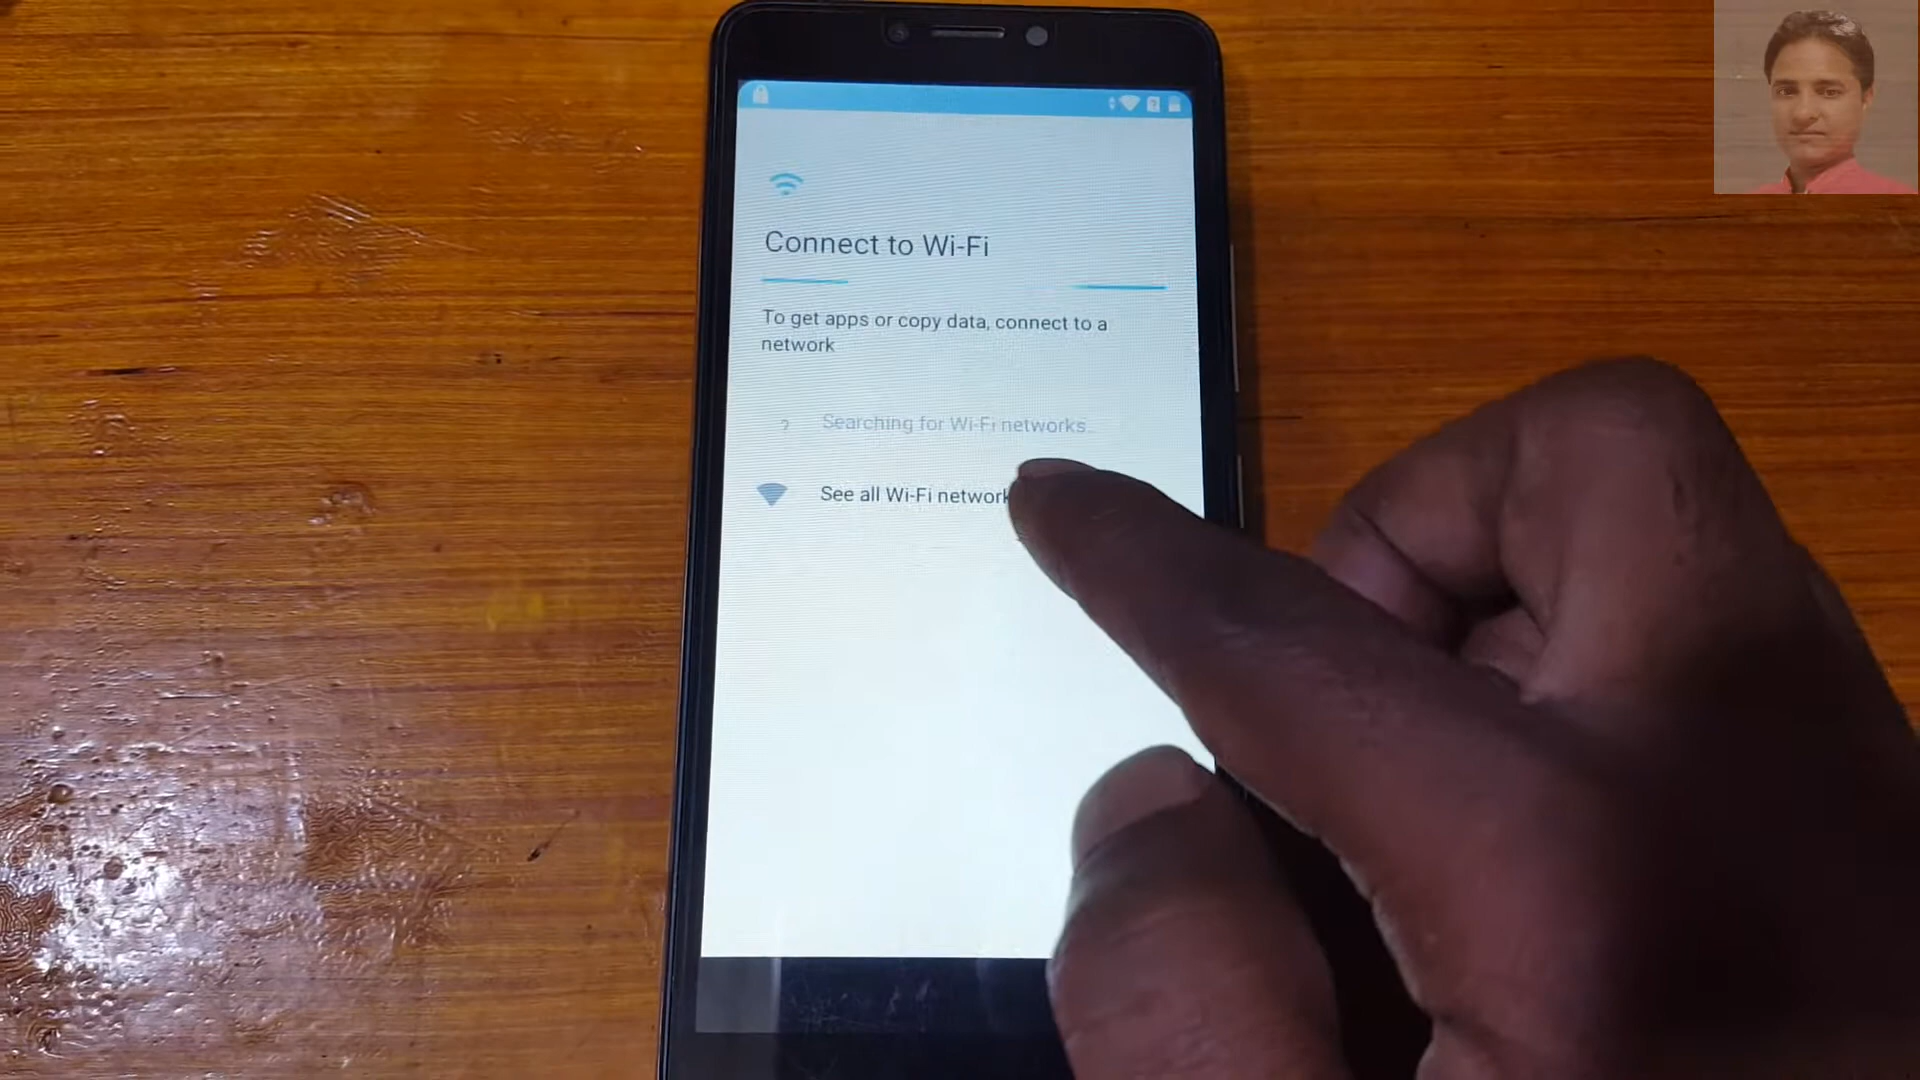 Connect to Wi-Fi
To get apps or copy data, connect to a
network
Searching for Wi-Fi networks…
See all Wi-Fi network